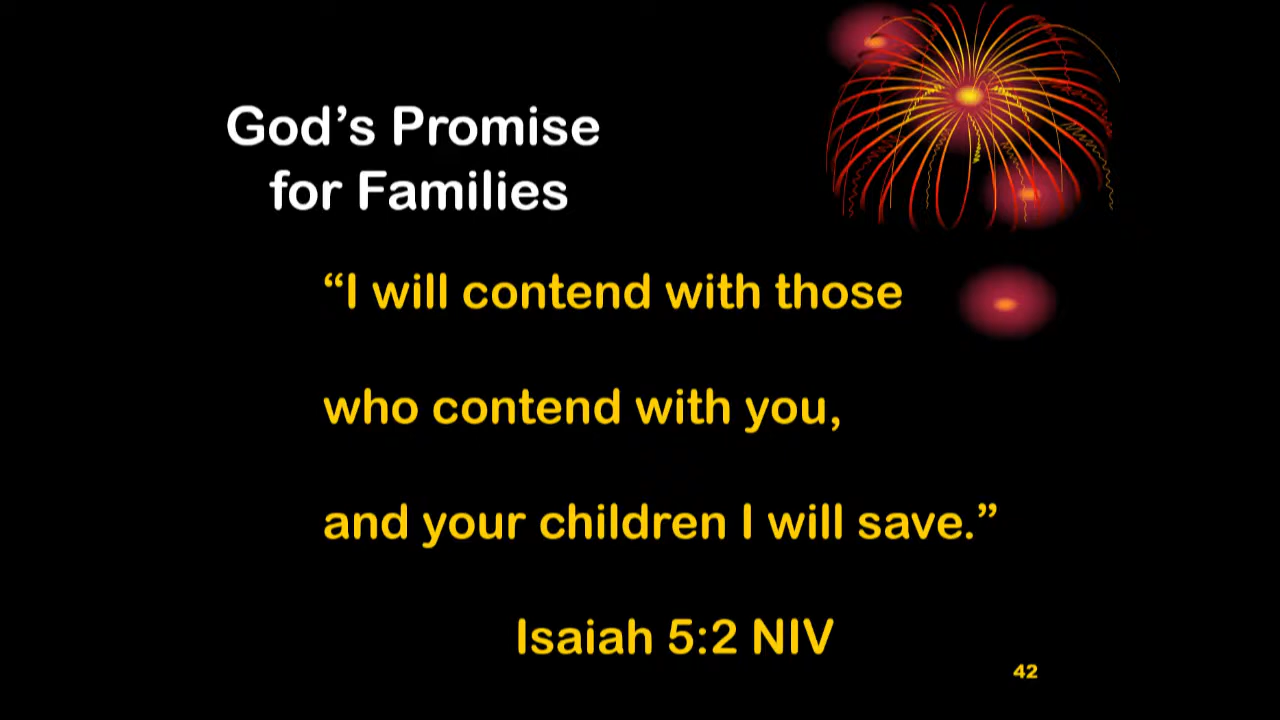 God’s Promise
for Families
“I will contend with those
who contend with you,
and your children I will save.”
Isaiah 5:2 NIV
42